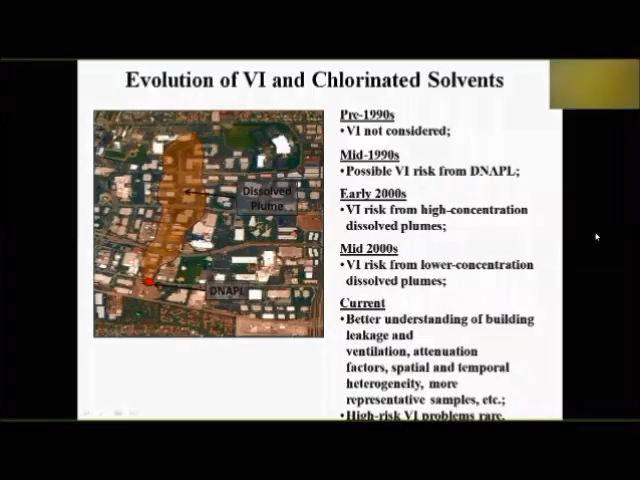 Evolution of VI and Chlorinated Solvents
Dissolved
Plume
DNAPL
Pre-1990s
•VI not considered;
Mid-1990s
•Possible VI risk from DNAPL;
Early 2000s
•VI risk from high-concentration
dissolved plumes;
Mid 2000s
•VI risk from lower-concentration
dissolved plumes;
Current
•Better understanding of building
leakage and
ventilation, attenuation
factors, spatial and temporal
heterogeneity, more
representative samples, etc.;
•High-risk VI problems rare.